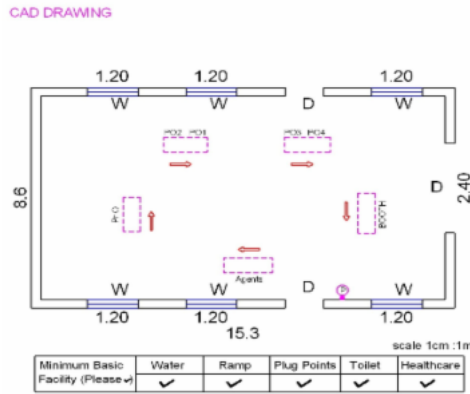 CAD DRAWING
1.20 1.20 1.20
W W D W
PO2 PO1 PO3 PO4
8.6
D
2.40
BOOTH
Agents
W W D W
1.20 1.20 1.20
15.3
scale 1cm :1m
Minimum Basic Facility (Please ✓) Water Ramp Plug Points Toilet Healthcare
✓ ✓ ✓ ✓ ✓